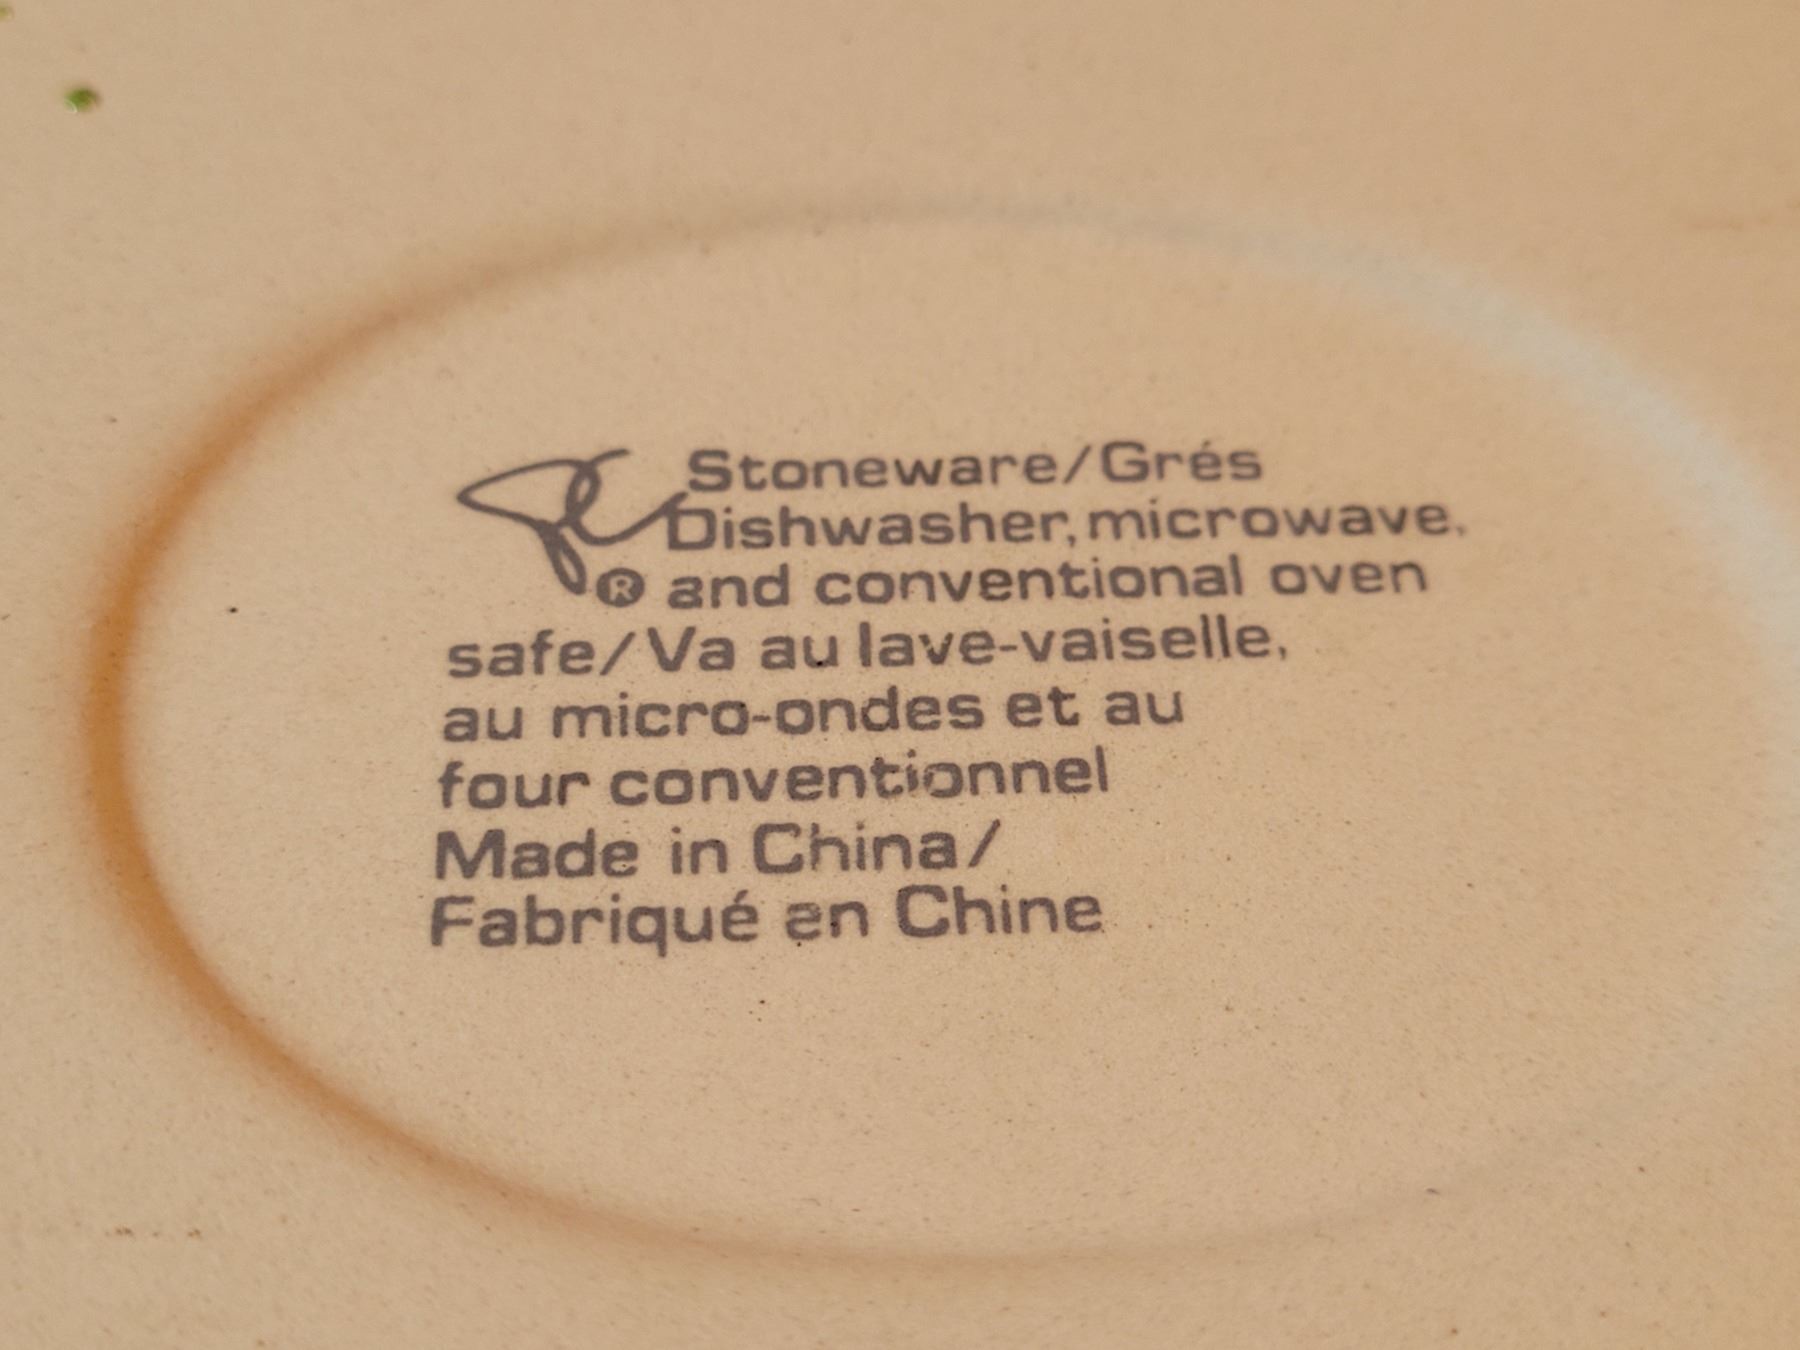 Stoneware/Grés
Dishwasher, microwave,
® and conventional oven
safe/Va au lave-vaiselle,
au micro-ondes et au
four conventionnel
Made in China/
Fabriqué en Chine